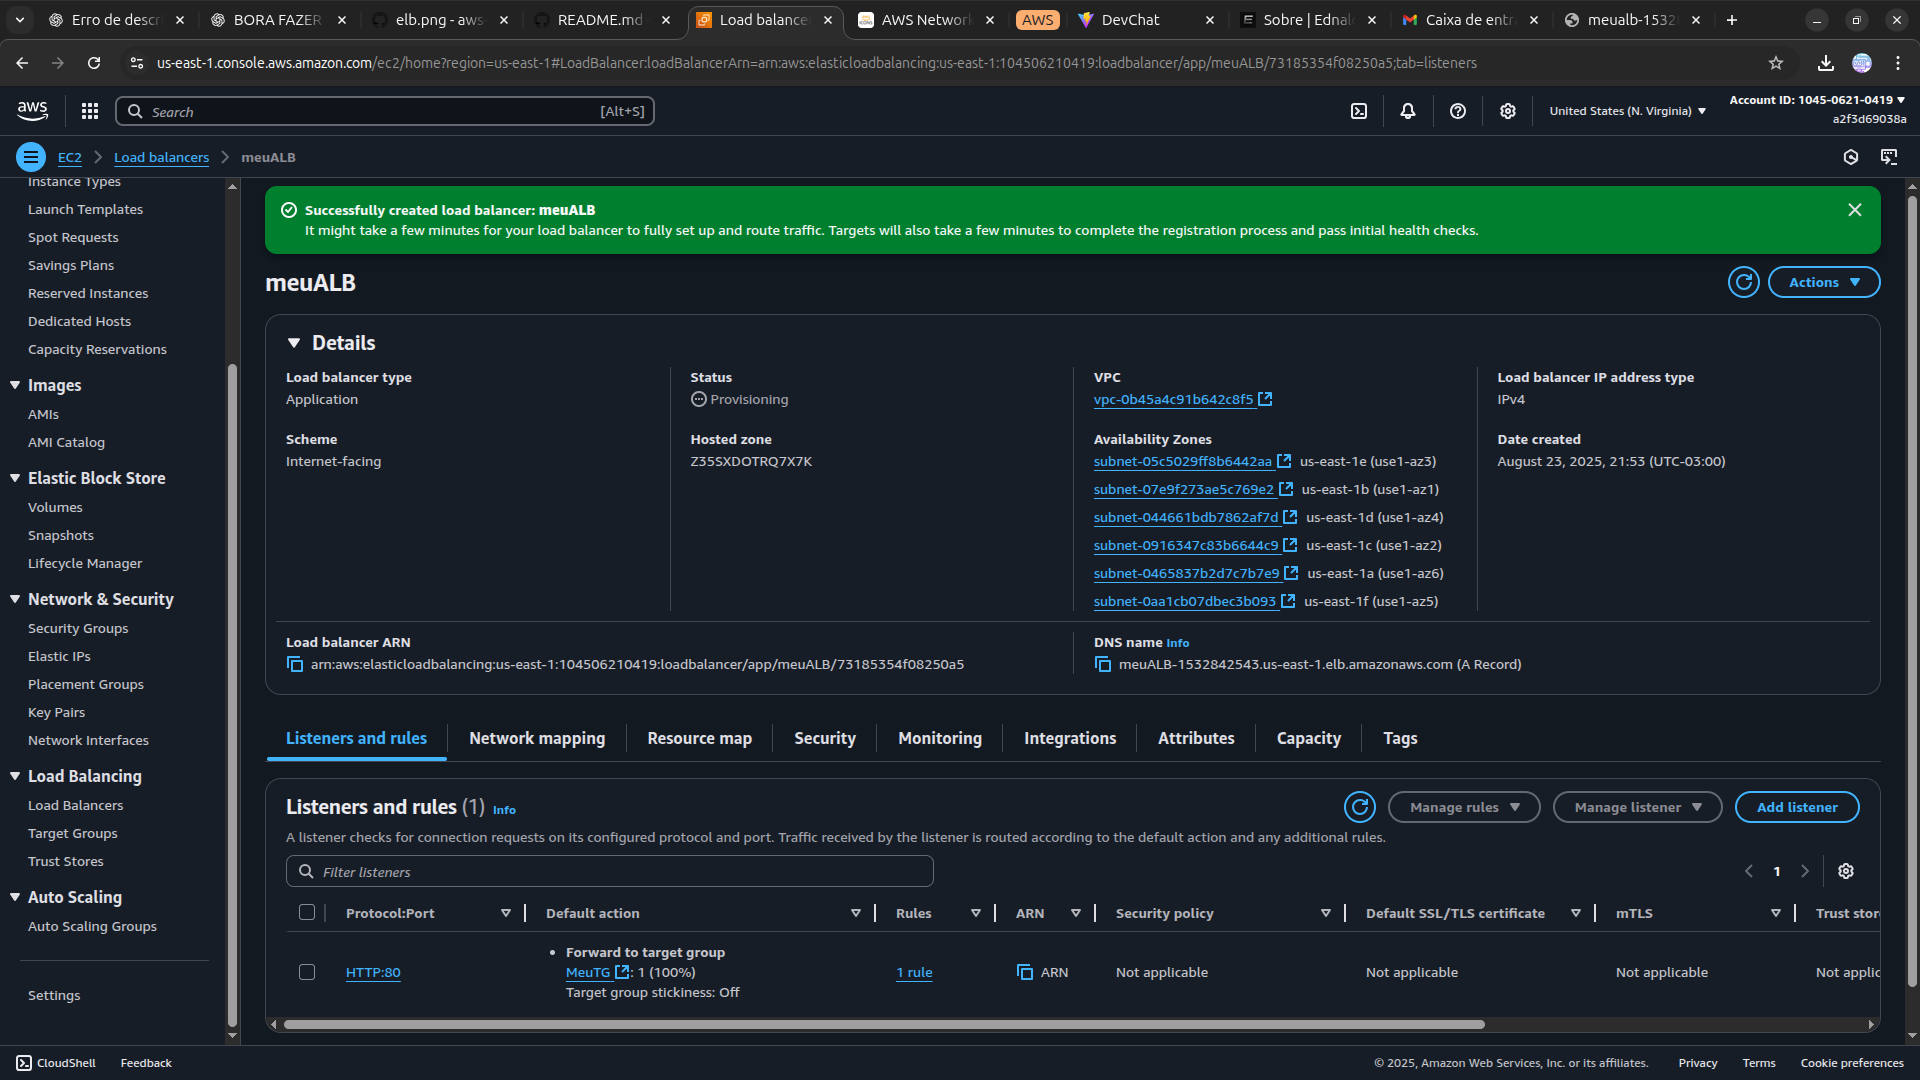 Erro de descri
BORA FAZER
elb.png - aws-
README.md
Load balance
AWS Network
AWS
DevChat
Sobre | Ednal
Caixa de entr
meualb-1532
us-east-1.console.aws.amazon.com/ec2/home?region=us-east-1#LoadBalancer:loadBalancerArn=arn:aws:elasticloadbalancing:us-east-1:104506210419:loadbalancer/app/meuALB/73185354f08250a5;tab=listeners
aws
Search
[Alt+S]
United States (N. Virginia)
Account ID: 1045-0621-0419
a2f3d69038a
EC2
Load balancers
meuALB
Instance Types
Launch Templates
Spot Requests
Savings Plans
Reserved Instances
Dedicated Hosts
Capacity Reservations
Images
AMIs
AMI Catalog
Elastic Block Store
Volumes
Snapshots
Lifecycle Manager
Network & Security
Security Groups
Elastic IPs
Placement Groups
Key Pairs
Network Interfaces
Load Balancing
Load Balancers
Target Groups
Trust Stores
Auto Scaling
Auto Scaling Groups
Settings
Successfully created load balancer: meuALB
It might take a few minutes for your load balancer to fully set up and route traffic. Targets will also take a few minutes to complete the registration process and pass initial health checks.
meuALB
Actions
Details
Load balancer type
Application
Scheme
Internet-facing
Status
Provisioning
Hosted zone
Z35SXDOTRQ7X7K
VPC
vpc-0b45a4c91b642c8f5
Availability Zones
subnet-05c5029ff8b6442aa us-east-1e (use1-az3)
subnet-07e9f273ae5c769e2 us-east-1b (use1-az1)
subnet-044661bdb7862af7d us-east-1d (use1-az4)
subnet-0916347c83b6644c9 us-east-1c (use1-az2)
subnet-0465837b2d7c7b7e9 us-east-1a (use1-az6)
subnet-0aa1cb07dbec3b093 us-east-1f (use1-az5)
Load balancer IP address type
IPv4
Date created
August 23, 2025, 21:53 (UTC-03:00)
Load balancer ARN
arn:aws:elasticloadbalancing:us-east-1:104506210419:loadbalancer/app/meuALB/73185354f08250a5
DNS name Info
meuALB-1532842543.us-east-1.elb.amazonaws.com (A Record)
Listeners and rules
Network mapping
Resource map
Security
Monitoring
Integrations
Attributes
Capacity
Tags
Listeners and rules (1) Info
Manage rules
Manage listener
Add listener
A listener checks for connection requests on its configured protocol and port. Traffic received by the listener is routed according to the default action and any additional rules.
Filter listeners
1
Protocol:Port
Default action
Rules
ARN
Security policy
Default SSL/TLS certificate
mTLS
Trust stor
HTTP:80
• Forward to target group
MeuTG : 1 (100%)
Target group stickiness: Off
1 rule
ARN
Not applicable
Not applicable
Not applicable
Not applic
CloudShell
Feedback
© 2025, Amazon Web Services, Inc. or its affiliates.
Privacy
Terms
Cookie preferences